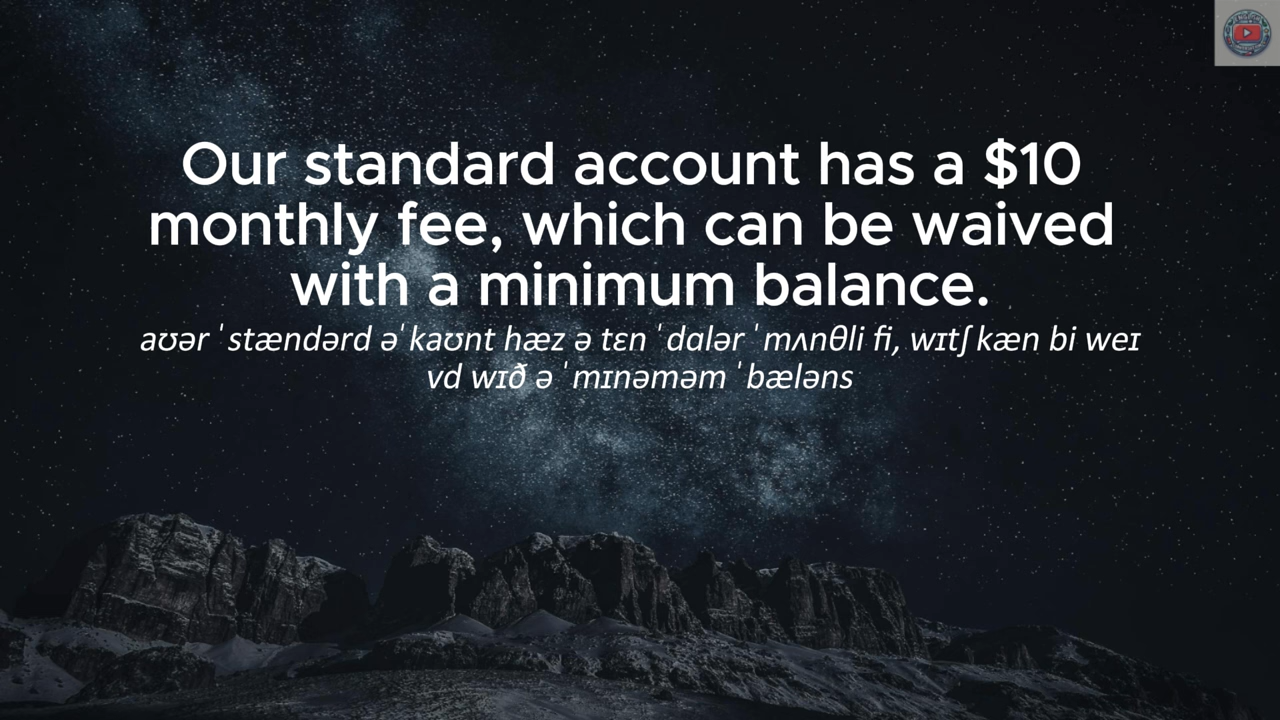 Our standard account has a $10
monthly fee, which can be waived
with a minimum balance.
aʊər ˈstændərd əˈkaʊnt hæz ə tɛn ˈdɑlər ˈmʌnθli fi, wɪtʃ kæn bi weɪ
vd wɪð ə ˈmɪnəməm ˈbæləns